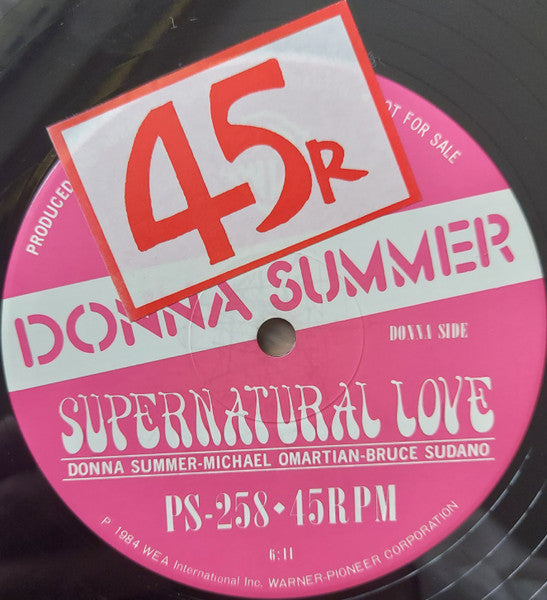 45R
PRODUCED
NOT FOR SALE
DONNA SUMMER
DONNA SIDE
SUPERNATURAL LOVE
DONNA SUMMER-MICHAEL OMARTIAN-BRUCE SUDANO
PS-258◆45RPM
6:11
℗ 1984 WEA International Inc. WARNER-PIONEER CORPORATION